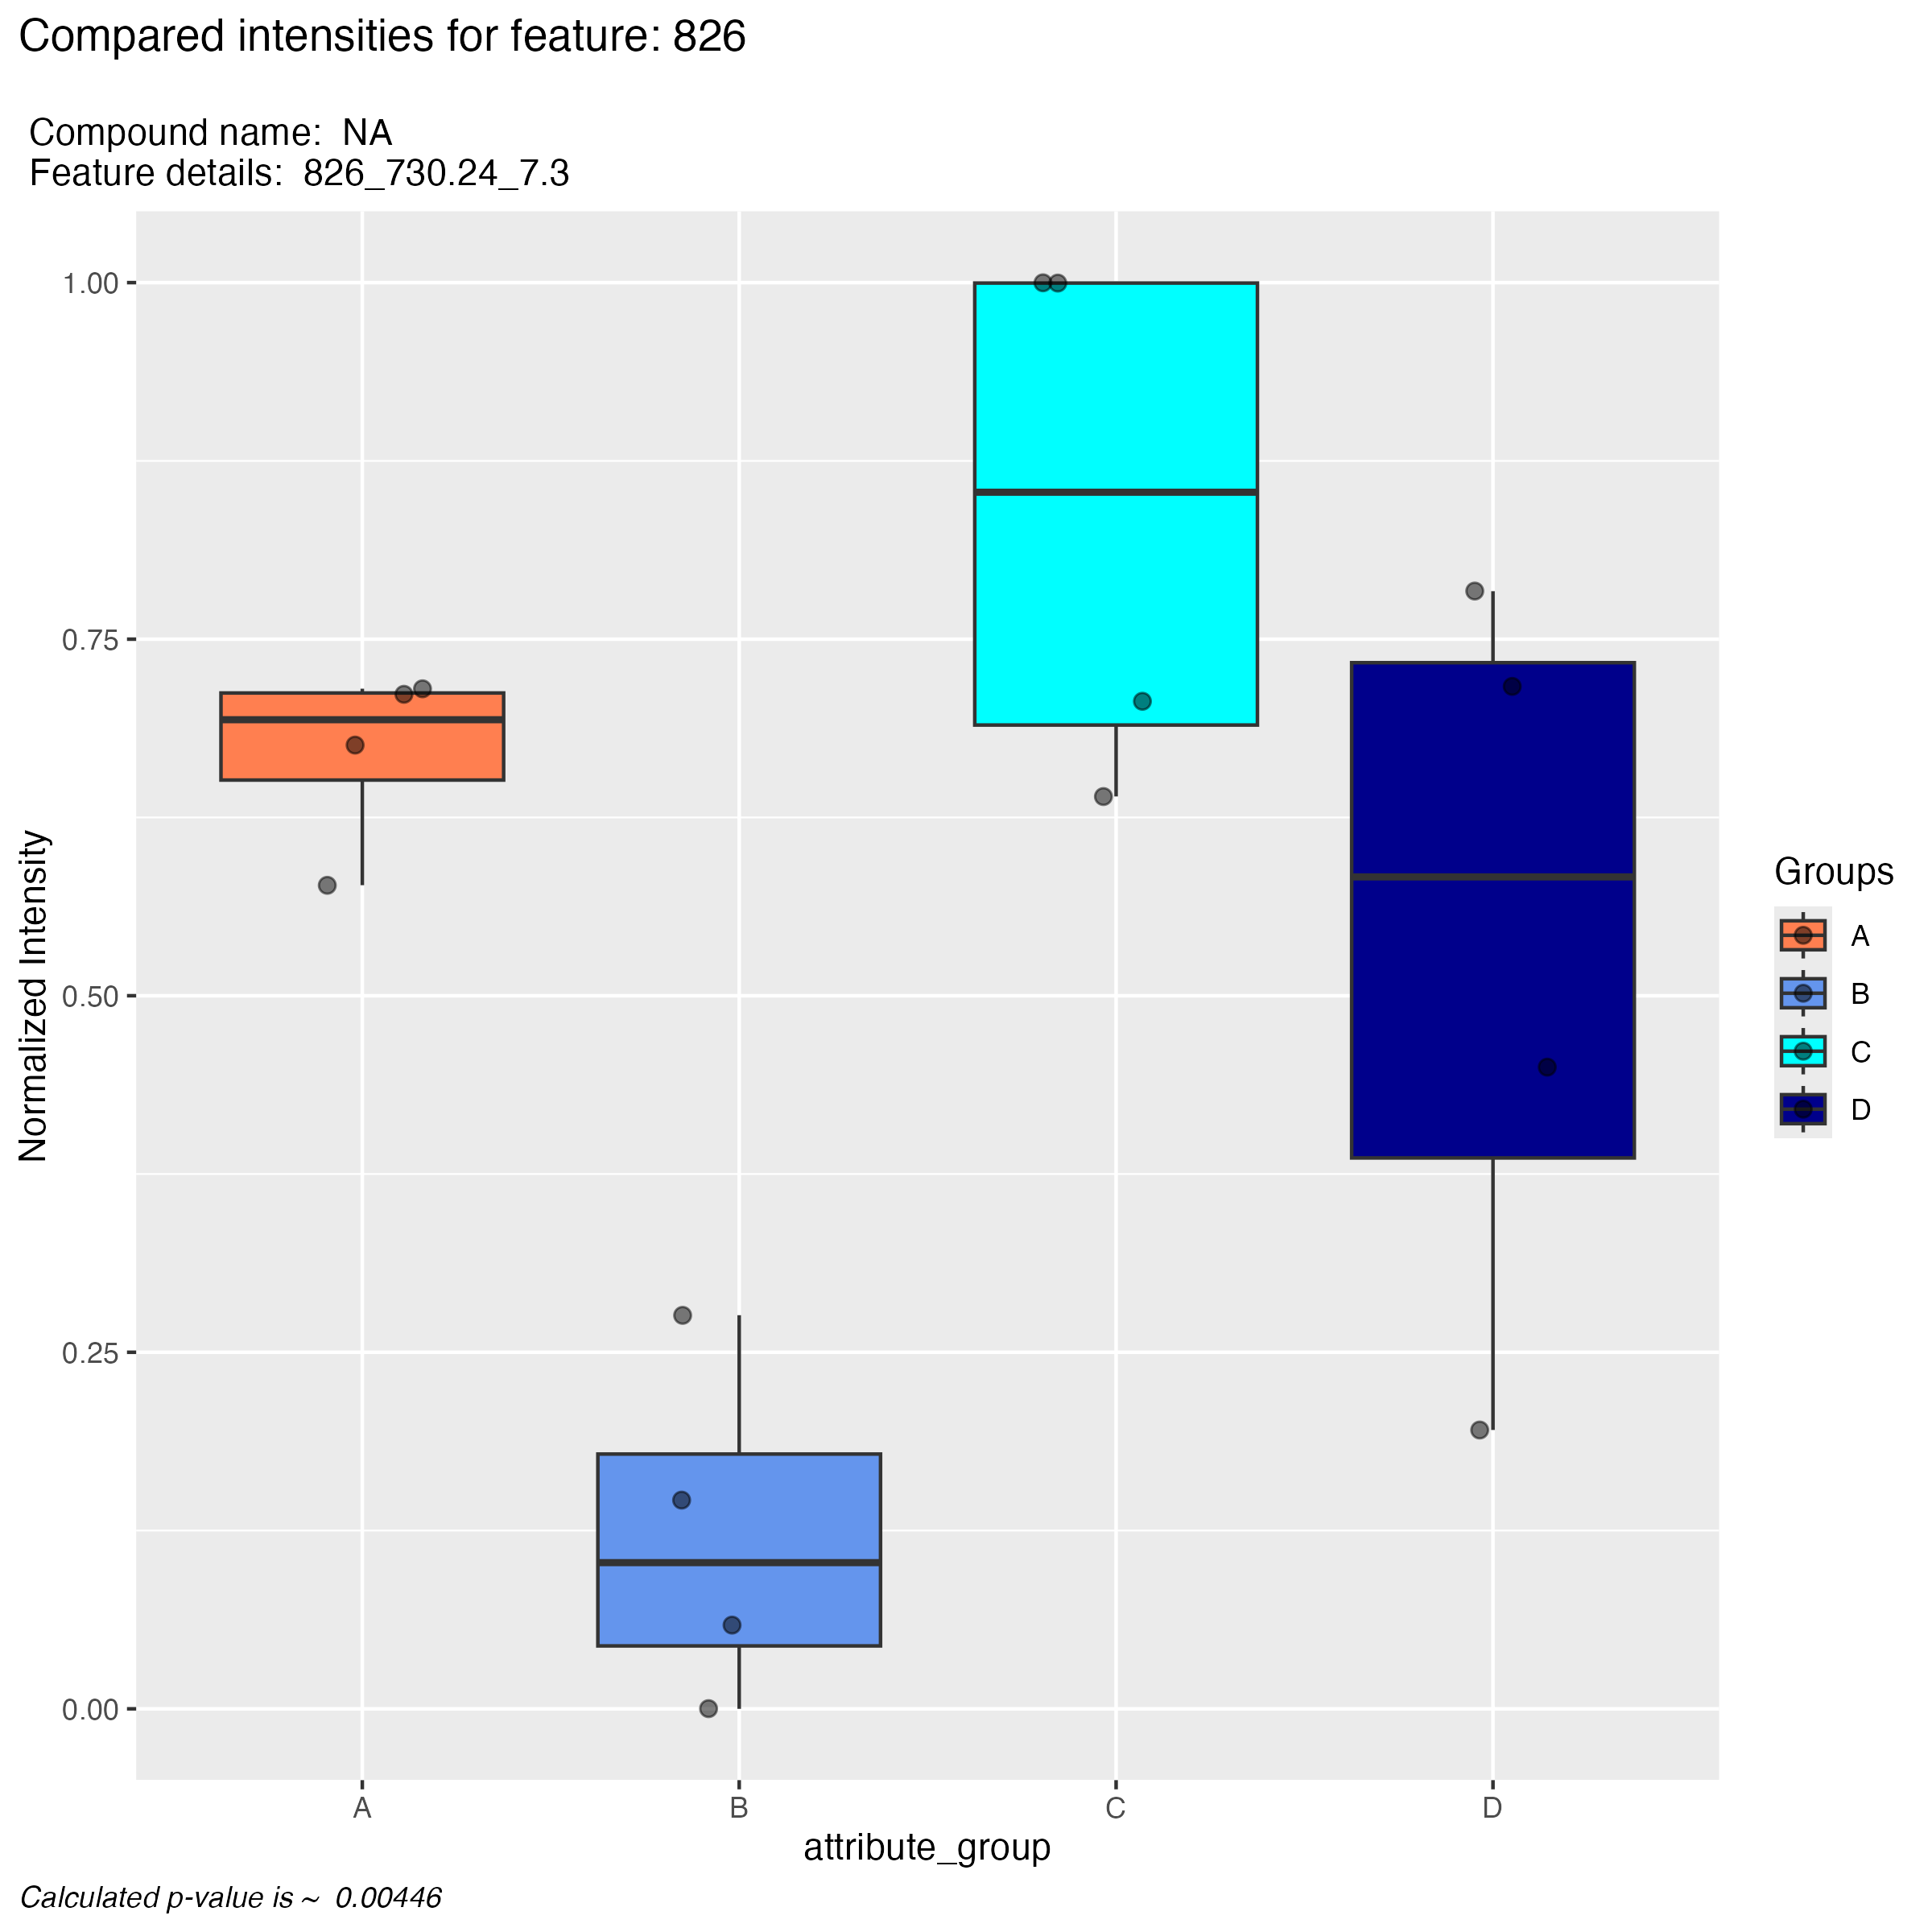 Compared intensities for feature: 826
Compound name:  NA
Feature details:  826_730.24_7.3
1.00
0.75
0.50
0.25
0.00
Normalized Intensity
A
B
C
D
attribute_group
Groups
A
B
C
D
Calculated p-value is ~  0.00446